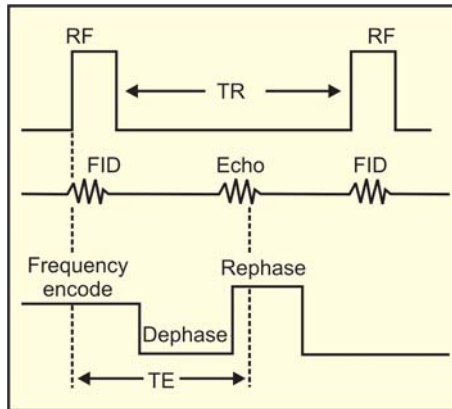 RF RF
TR
FID Echo FID
Frequency
encode
Rephase
Dephase
TE